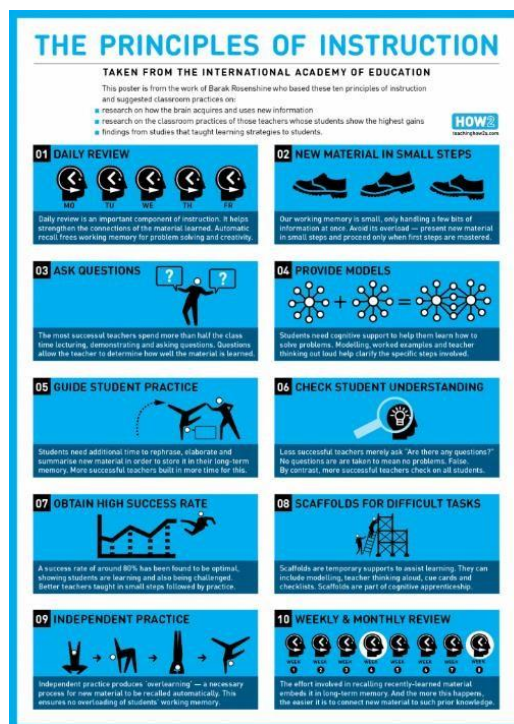 THE PRINCIPLES OF INSTRUCTION
TAKEN FROM THE INTERNATIONAL ACADEMY OF EDUCATION
This poster is from the work of Barak Rosenshine who based these ten principles of instruction
and suggested classroom practices on:
research on how the brain acquires and uses new information
research on the classroom practices of those teachers whose students show the highest gains
findings from studies that taught learning strategies to students.
HOW2
teachinghow2s.com
01 DAILY REVIEW
MO TU WE TH FR
Daily review is an important component of instruction. It helps
strengthen the connections of the material learned. Automatic
recall frees working memory for problem solving and creativity.
02 NEW MATERIAL IN SMALL STEPS
Our working memory is small, only handling a few bits of
information at once. Avoid its overload — present new material
in small steps and proceed only when first steps are mastered.
03 ASK QUESTIONS
? ?
The most successful teachers spend more than half the class
time lecturing, demonstrating and asking questions. Questions
allow the teacher to determine how well the material is learned.
04 PROVIDE MODELS
+ =
Students need cognitive support to help them learn how to
solve problems. Modelling, worked examples and teacher
thinking out loud help clarify the specific steps involved.
05 GUIDE STUDENT PRACTICE
Students need additional time to rephrase, elaborate and
summarise new material in order to store it in their long-term
memory. More successful teachers built in more time for this.
06 CHECK STUDENT UNDERSTANDING
Less successful teachers merely ask "Are there any questions?"
No questions are taken to mean no problems. False.
By contrast, more successful teachers check on all students.
07 OBTAIN HIGH SUCCESS RATE
A success rate of around 80% has been found to be optimal,
showing students are learning and also being challenged.
Better teachers taught in small steps followed by practice.
08 SCAFFOLDS FOR DIFFICULT TASKS
Scaffolds are temporary supports to assist learning. They can
include modelling, teacher thinking aloud, cue cards and
checklists. Scaffolds are part of cognitive apprenticeship.
09 INDEPENDENT PRACTICE
Independent practice produces 'overlearning' — a necessary
process for new material to be recalled automatically. This
ensures no overloading of students' working memory.
10 WEEKLY & MONTHLY REVIEW
WEEK WEEK WEEK WEEK WEEK WEEK WEEK WEEK
1 2 3 4 5 6 7 8
The effort involved in recalling recently-learned material
embeds it in long-term memory. And the more this happens,
the easier it is to connect new material to such prior knowledge.